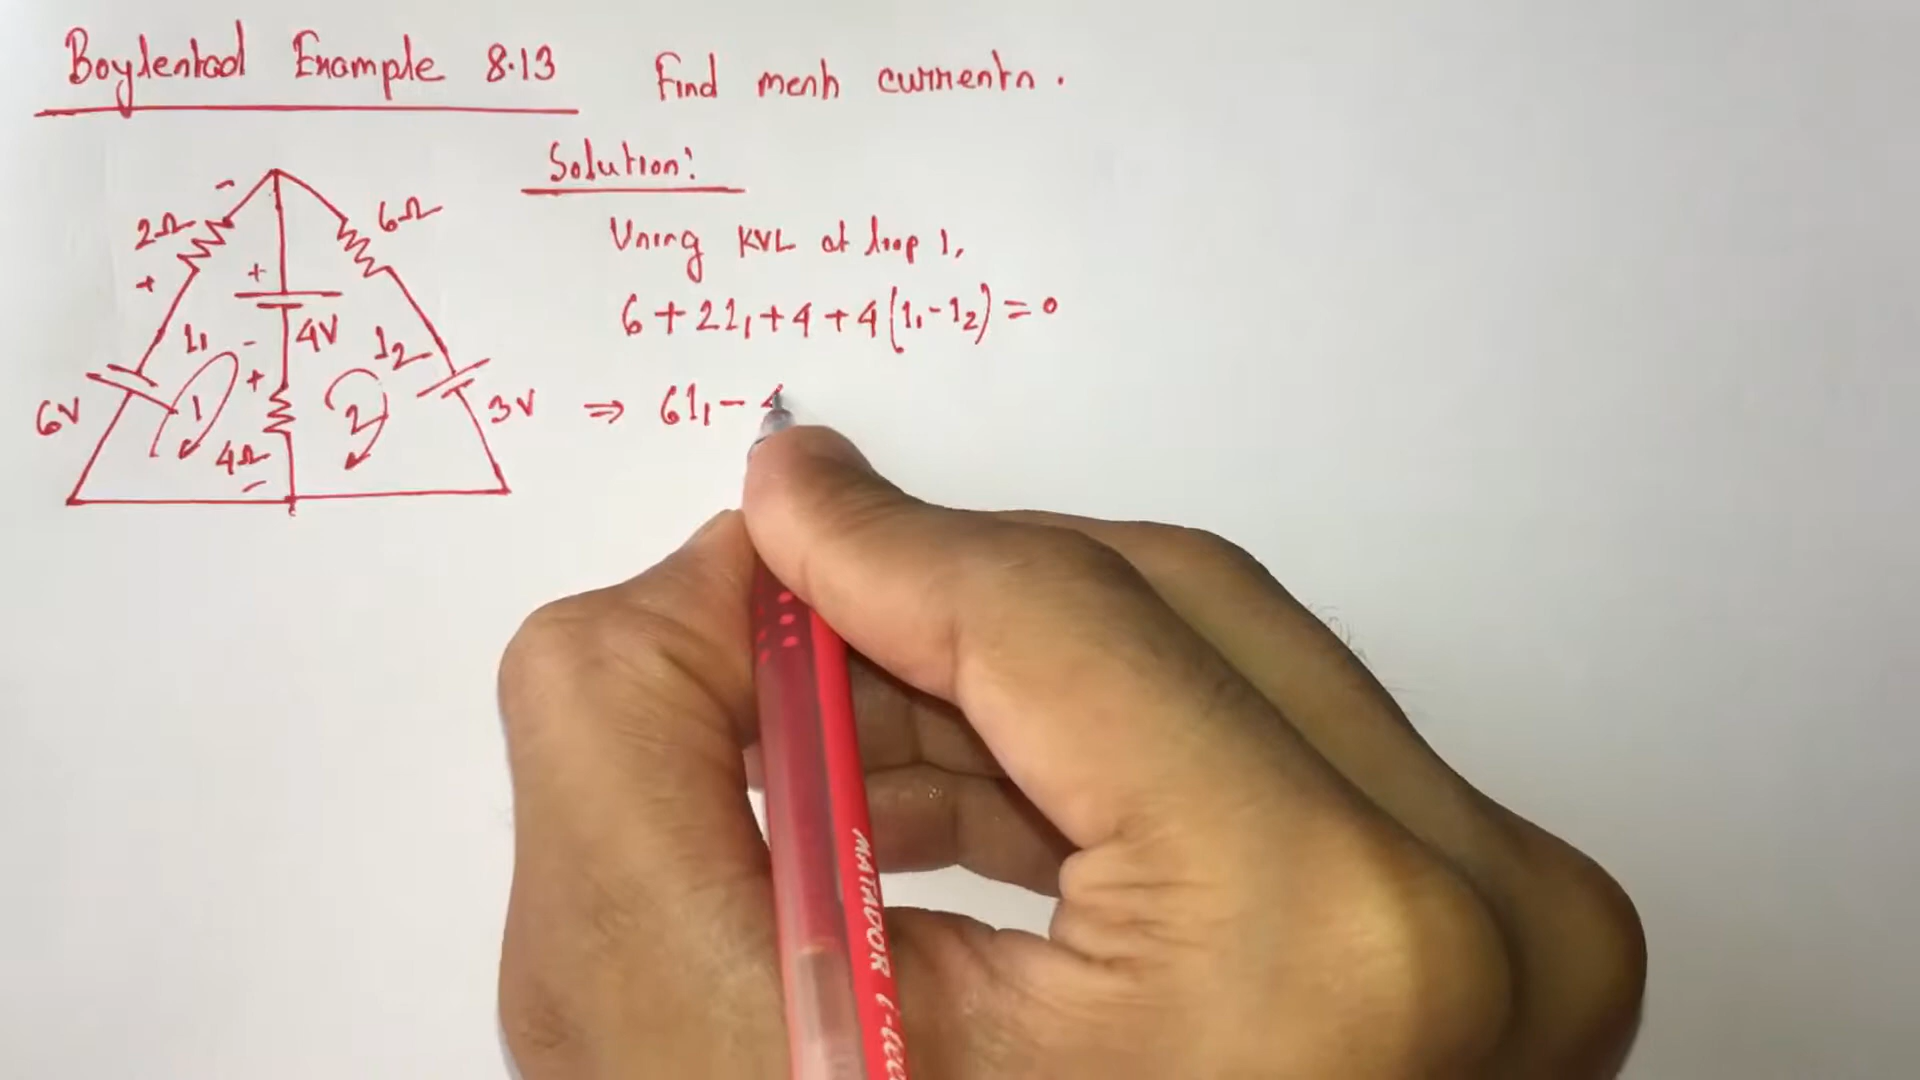 Boylestad Example 8.13
Find mesh currents.
Solution:
Using KVL at loop 1,
6+2I₁+4+4(I₁-I₂)=0
⇒ 6I₁-4
2Ω
-
+
6Ω
+
4V
-
I₁
I₂
+
1
2
6V
3V
4Ω
-
MATADOR i-